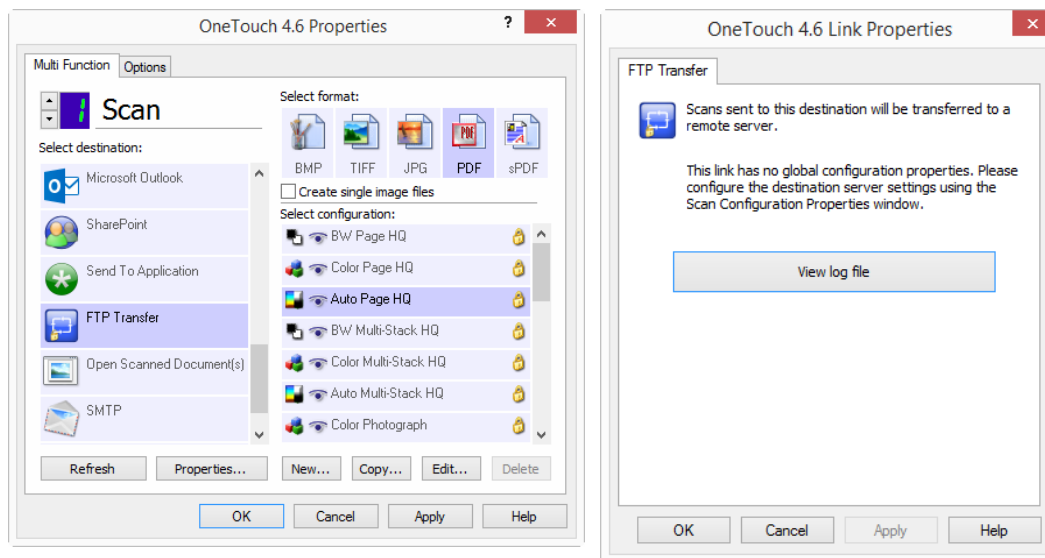 OneTouch 4.6 Properties
?
×
Multi Function
Options
1
Scan
Select destination:
Microsoft Outlook
SharePoint
Send To Application
FTP Transfer
Open Scanned Document(s)
SMTP
Refresh
Properties...
Select format:
BMP
TIFF
JPG
PDF
PDF
sPDF
Create single image files
Select configuration:
BW Page HQ
Color Page HQ
Auto Page HQ
BW Multi-Stack HQ
Color Multi-Stack HQ
Auto Multi-Stack HQ
Color Photograph
New...
Copy...
Edit...
Delete
OK
Cancel
Apply
Help
OneTouch 4.6 Link Properties
×
FTP Transfer
Scans sent to this destination will be transferred to a
remote server.
This link has no global configuration properties. Please
configure the destination server settings using the
Scan Configuration Properties window.
View log file
OK
Cancel
Apply
Help